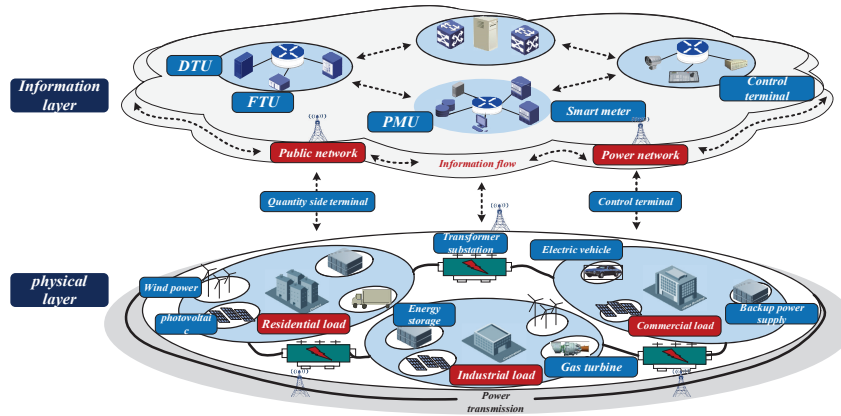 DTU
FTU
PMU
Smart meter
Control
terminal
Information
layer
Public network
Information flow
Power network
Quantity side terminal
Control terminal
Transformer
substation
Electric vehicle
physical
layer
Wind power
photovoltai
c
Residential load
Energy
storage
Industrial load
Gas turbine
Commercial load
Backup power
supply
Power
transmission